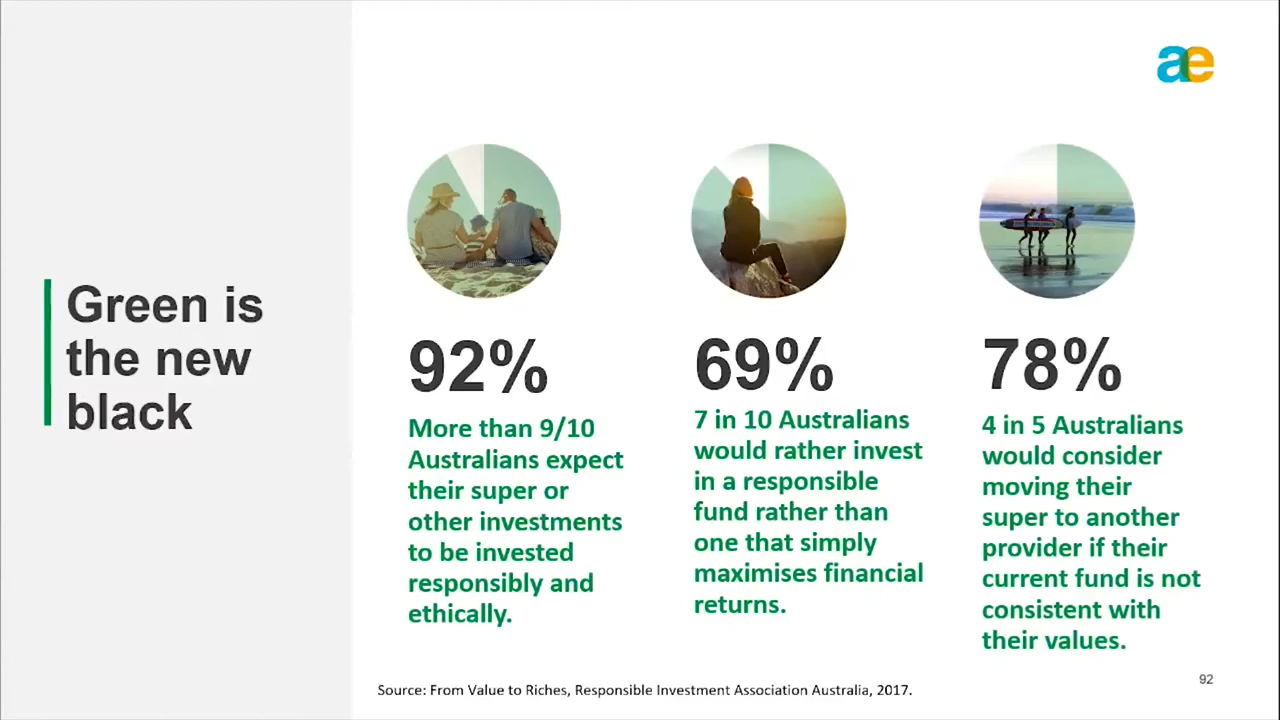 ae
Green is
the new
black
92%
More than 9/10
Australians expect
their super or
other investments
to be invested
responsibly and
ethically.
69%
7 in 10 Australians
would rather invest
in a responsible
fund rather than
one that simply
maximises financial
returns.
78%
4 in 5 Australians
would consider
moving their
super to another
provider if their
current fund is not
consistent with
their values.
Source: From Value to Riches, Responsible Investment Association Australia, 2017.
92